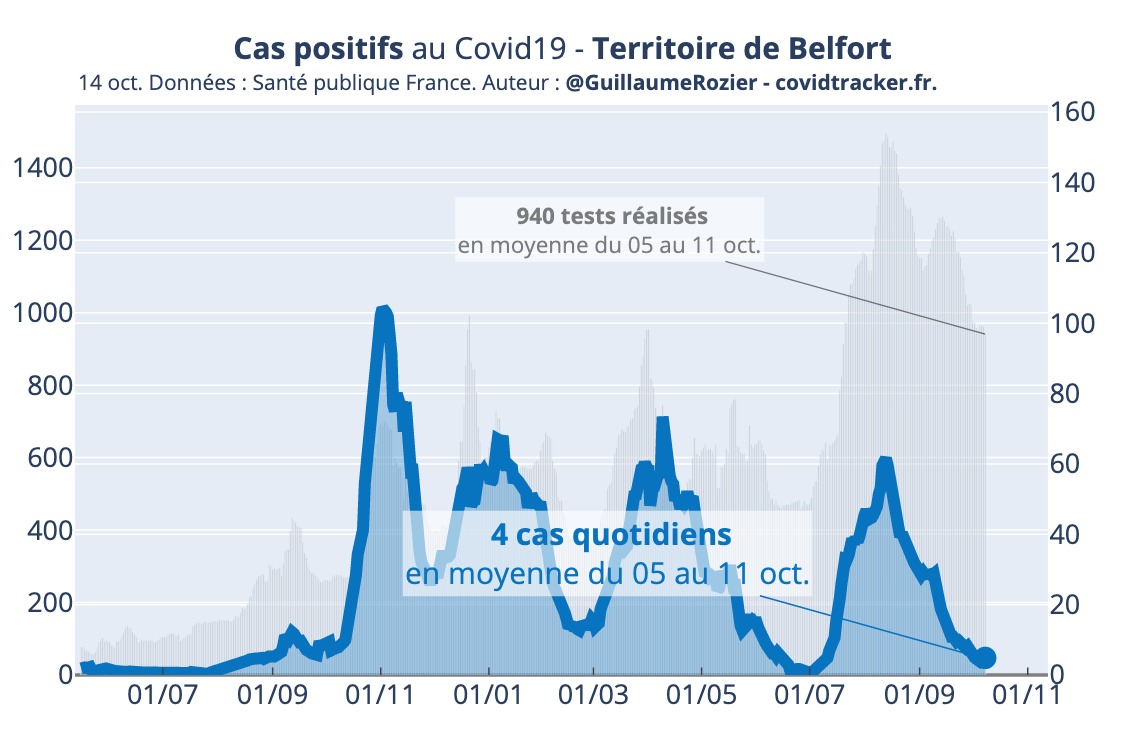 Cas positifs au Covid19 - Territoire de Belfort
14 oct. Données : Santé publique France. Auteur : @GuillaumeRozier - covidtracker.fr.
160
1400
140
940 tests réalisés
en moyenne du 05 au 11 oct.
1200
120
1000
100
800
80
600
60
400
4 cas quotidiens
40
en moyenne du 05 au 11 oct.
200
20
0
0
01/07 01/09 01/11 01/01 01/03 01/05 01/07 01/09 01/11